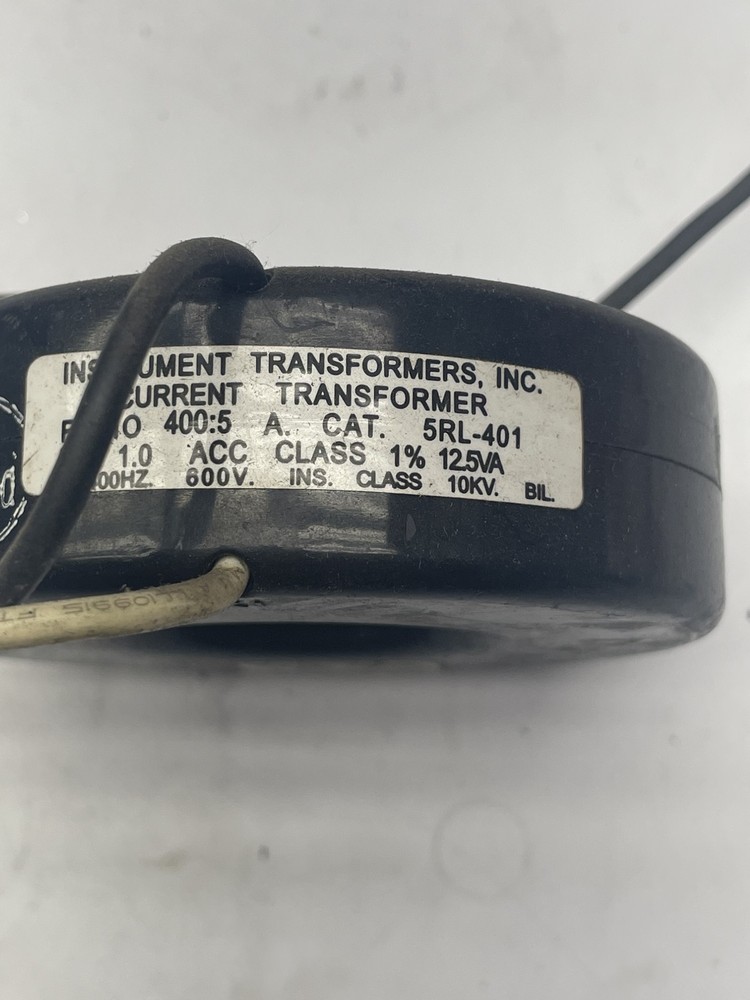 INSTRUMENT TRANSFORMERS, INC.
CURRENT TRANSFORMER
400:5 A. CAT. 5RL-401
1.0 ACC CLASS 1% 12.5VA
600V. INS. CLASS 10KV. BIL.